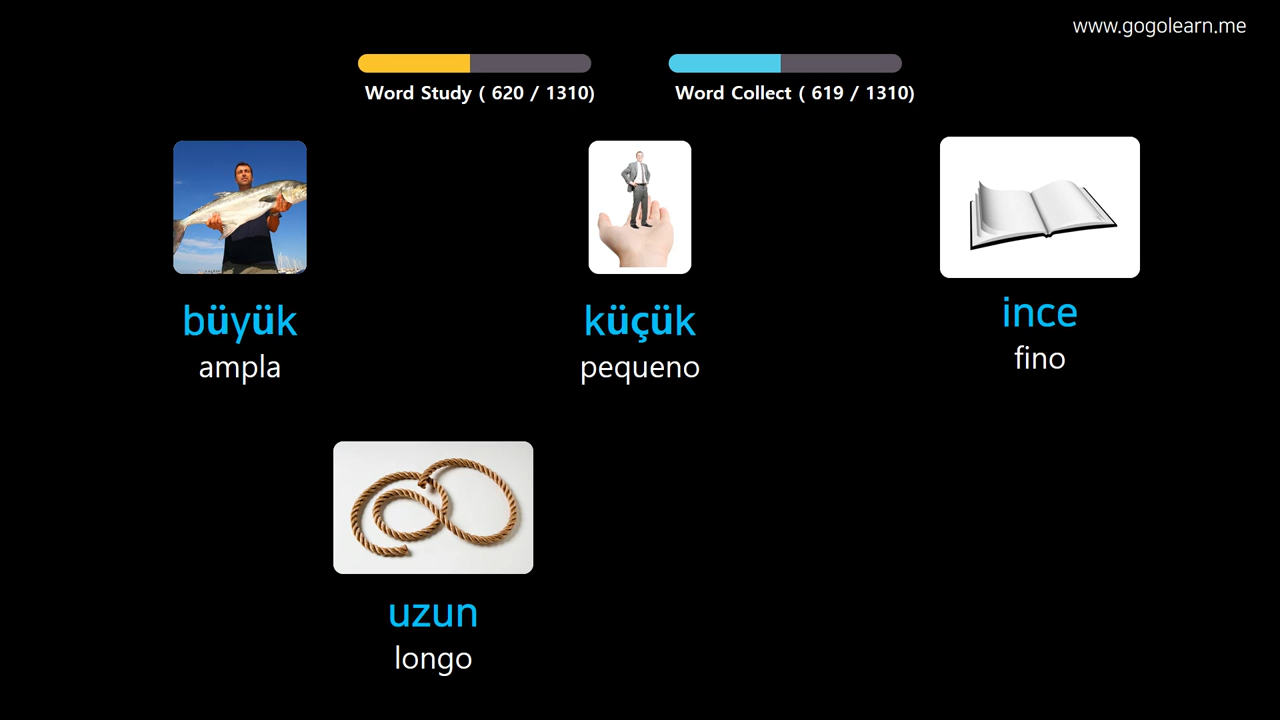 www.gogolearn.me
Word Study ( 620 / 1310)
Word Collect ( 619 / 1310)
büyük
ampla
küçük
pequeno
ince
fino
uzun
longo